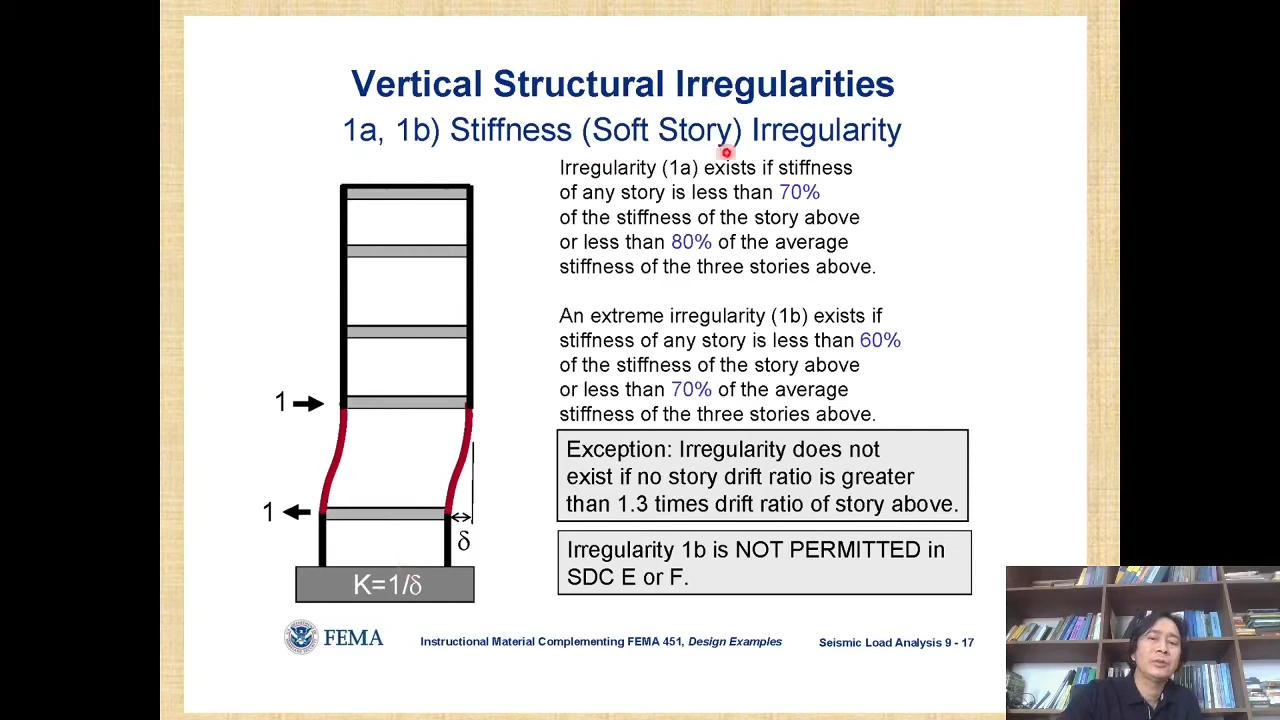 Vertical Structural Irregularities
1a, 1b) Stiffness (Soft Story) Irregularity
Irregularity (1a) exists if stiffness
of any story is less than 70%
of the stiffness of the story above
or less than 80% of the average
stiffness of the three stories above.
An extreme irregularity (1b) exists if
stiffness of any story is less than 60%
of the stiffness of the story above
or less than 70% of the average
stiffness of the three stories above.
Exception: Irregularity does not
exist if no story drift ratio is greater
than 1.3 times drift ratio of story above.
Irregularity 1b is NOT PERMITTED in
SDC E or F.
1
1
δ
K=1/δ
FEMA
Instructional Material Complementing FEMA 451, Design Examples
Seismic Load Analysis 9 - 17